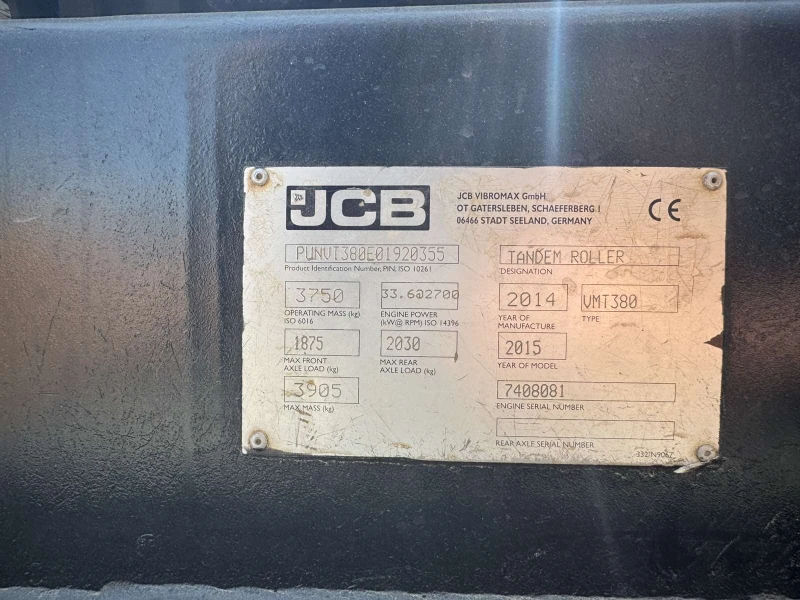 JCB
JCB VIBROMAX GmbH
OT GATERSLEBEN, SCHAEFERBERG 1
06466 STADT SEELAND, GERMANY
CE
PUNVT380E01920355
Product Identification Number, PIN, ISO 10261
TANDEM ROLLER
DESIGNATION
3750
OPERATING MASS (kg)
ISO 6016
33.6@2700
ENGINE POWER
(kW@ RPM) ISO 14396
2014
YEAR OF
MANUFACTURE
VMT380
TYPE
1875
MAX FRONT
AXLE LOAD (kg)
2030
MAX REAR
AXLE LOAD (kg)
2015
YEAR OF MODEL
3905
MAX MASS (kg)
7408081
ENGINE SERIAL NUMBER
REAR AXLE SERIAL NUMBER
332/N9067